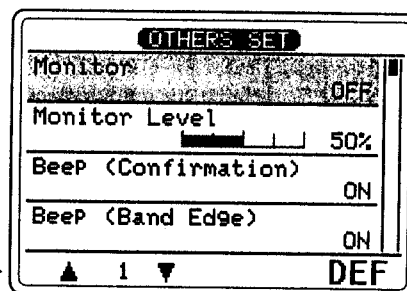 OTHERS SET
Monitor
OFF
Monitor Level
50%
Beep (Confirmation)
ON
Beep (Band Edge)
ON
▲ 1 ▼ DEF